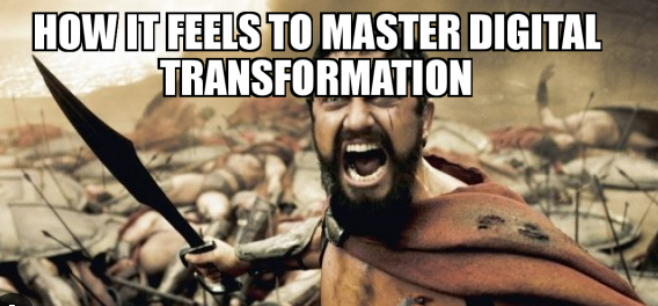 HOW IT FEELS TO MASTER DIGITAL
TRANSFORMATION